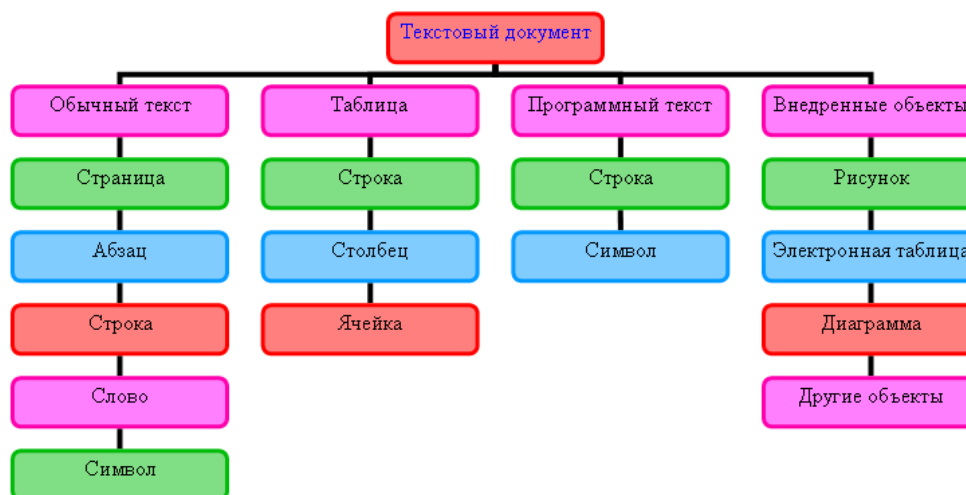 Текстовый документ
Обычный текст
Таблица
Программный текст
Внедренные объекты
Страница
Строка
Строка
Рисунок
Абзац
Столбец
Символ
Электронная таблица
Строка
Ячейка
Диаграмма
Слово
Другие объекты
Символ